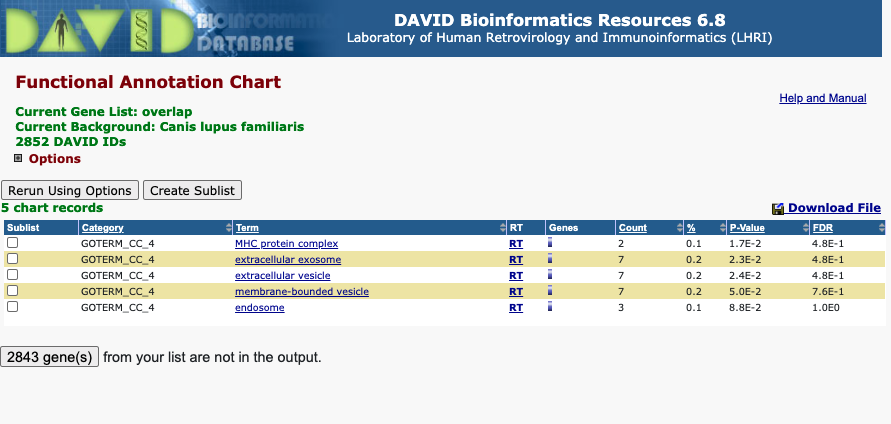 DAVID BIOINFORMATICS DATABASE
DAVID Bioinformatics Resources 6.8
Laboratory of Human Retrovirology and Immunoinformatics (LHRI)
Functional Annotation Chart
Help and Manual
Current Gene List: overlap
Current Background: Canis lupus familiaris
2852 DAVID IDs
Options
Rerun Using Options Create Sublist
5 chart records Download File
Sublist Category Term RT Genes Count % P-Value FDR
GOTERM_CC_4 MHC protein complex RT 2 0.1 1.7E-2 4.8E-1
GOTERM_CC_4 extracellular exosome RT 7 0.2 2.3E-2 4.8E-1
GOTERM_CC_4 extracellular vesicle RT 7 0.2 2.4E-2 4.8E-1
GOTERM_CC_4 membrane-bounded vesicle RT 7 0.2 5.0E-2 7.6E-1
GOTERM_CC_4 endosome RT 3 0.1 8.8E-2 1.0E0
2843 gene(s) from your list are not in the output.